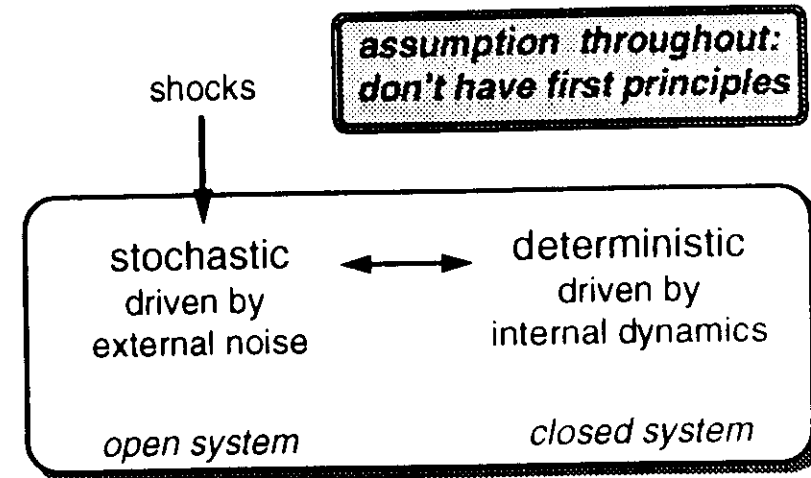 assumption throughout:
don't have first principles
shocks
stochastic
driven by
external noise
deterministic
driven by
internal dynamics
open system
closed system